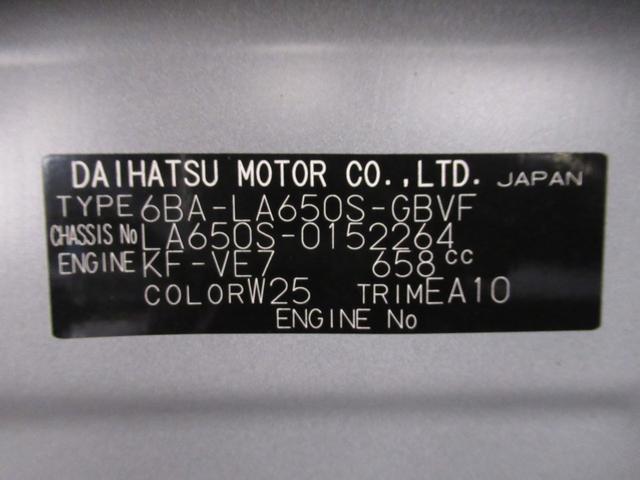 DAIHATSU MOTOR CO.,LTD. JAPAN
TYPE 6BA-LA650S-GBVF
CHASSIS No LA650S-0152264
ENGINE KF-VE7 658cc
COLOR W25 TRIM EA10
ENGINE No